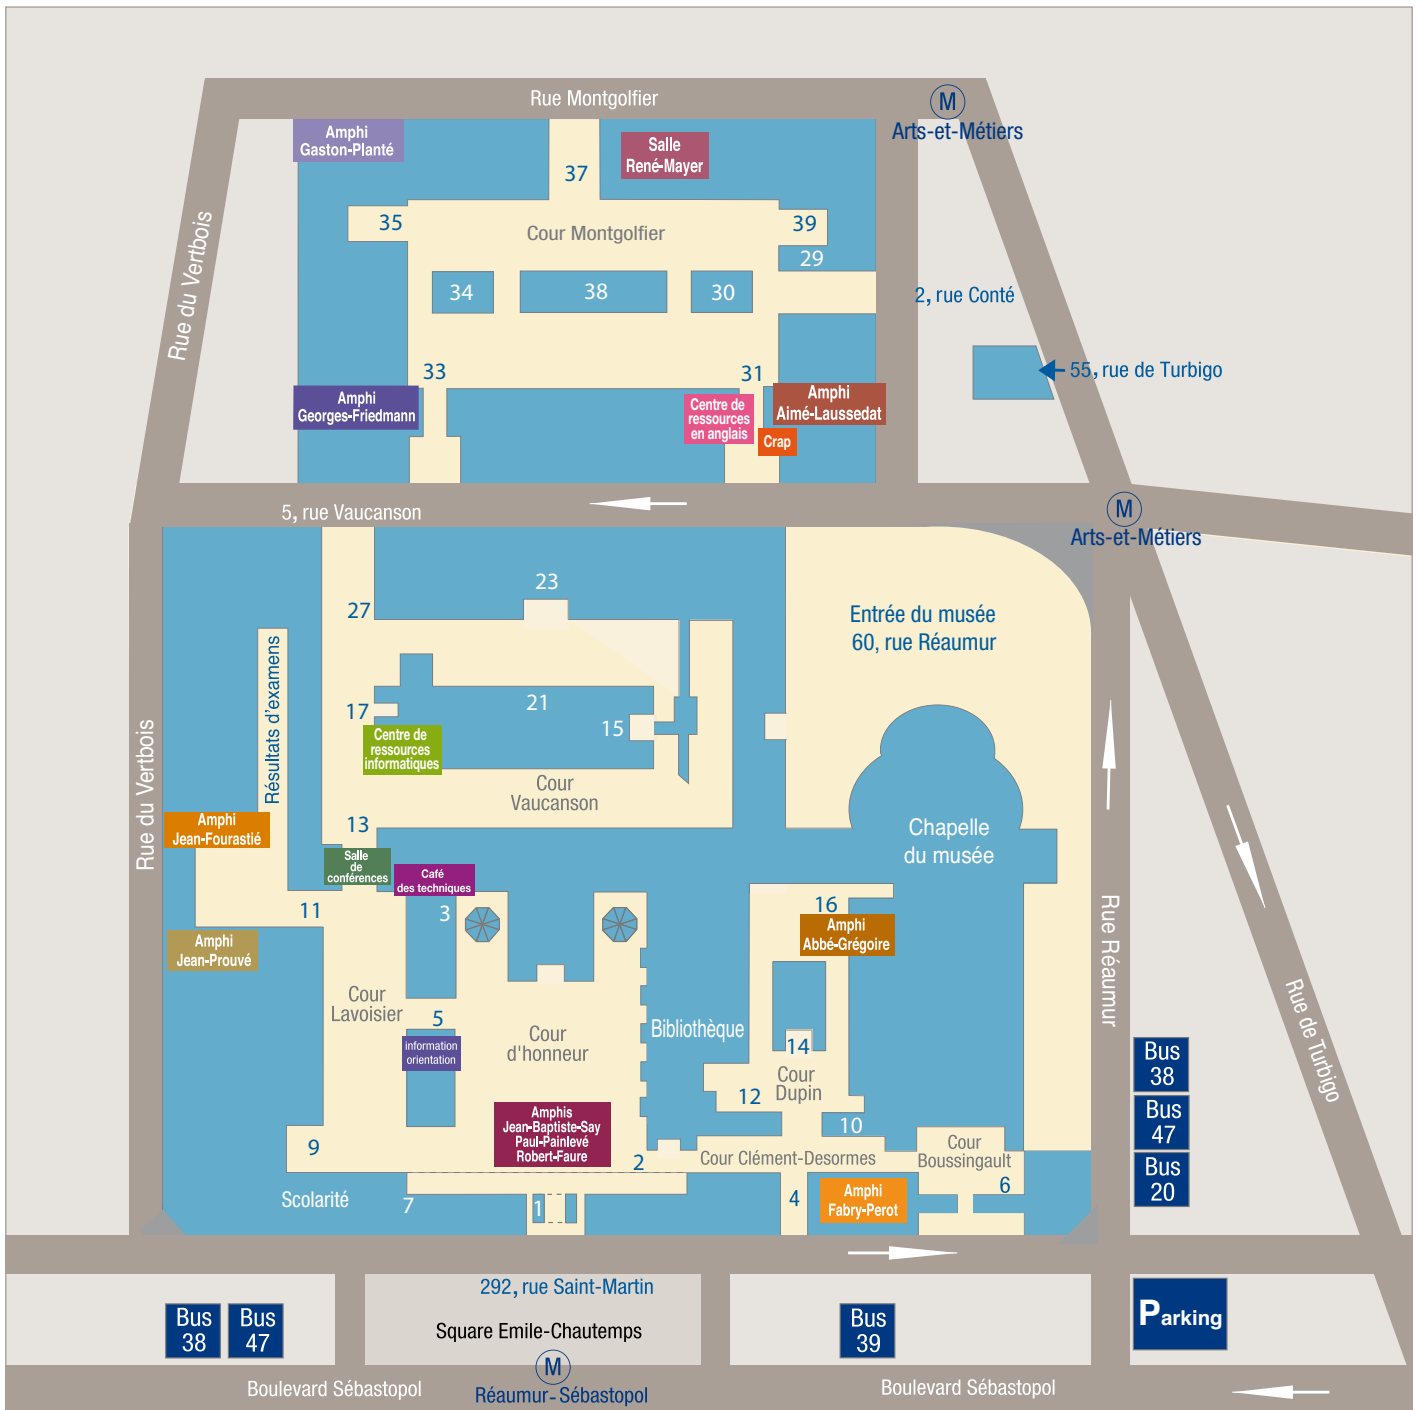 Rue Montgolfier
M
Arts-et-Métiers
Amphi
Gaston-Planté
Salle
René-Mayer
37
35
Cour Montgolfier
39
29
Rue du Vertbois
34
38
30
2, rue Conté
33
31
55, rue de Turbigo
Amphi
Georges-Friedmann
Centre de
ressources
en anglais
Amphi
Aimé-Laussedat
Crap
5, rue Vaucanson
M
Arts-et-Métiers
23
27
Entrée du musée
60, rue Réaumur
Résultats d'examens
17
21
15
Centre de
ressources
informatiques
Cour
Vaucanson
Rue du Vertbois
Amphi
Jean-Fourastié
13
Chapelle
du musée
Salle
de
conférences
Café
des techniques
11
3
16
Amphi
Abbé-Grégoire
Rue Réaumur
Amphi
Jean-Prouvé
Cour
Lavoisier
5
Cour
d'honneur
Bibliothèque
14
information
orientation
Cour
Dupin
12
Rue de Turbigo
Bus
38
Bus
47
Bus
20
Amphis
Jean-Baptiste-Say
Paul-Painlevé
Robert-Faure
10
9
2
Cour Clément-Desormes
Cour
Boussingault
Scolarité
7
1
4
Amphi
Fabry-Perot
6
292, rue Saint-Martin
Square Emile-Chautemps
Bus
38
Bus
47
Bus
39
Parking
M
Réaumur-Sébastopol
Boulevard Sébastopol
Boulevard Sébastopol